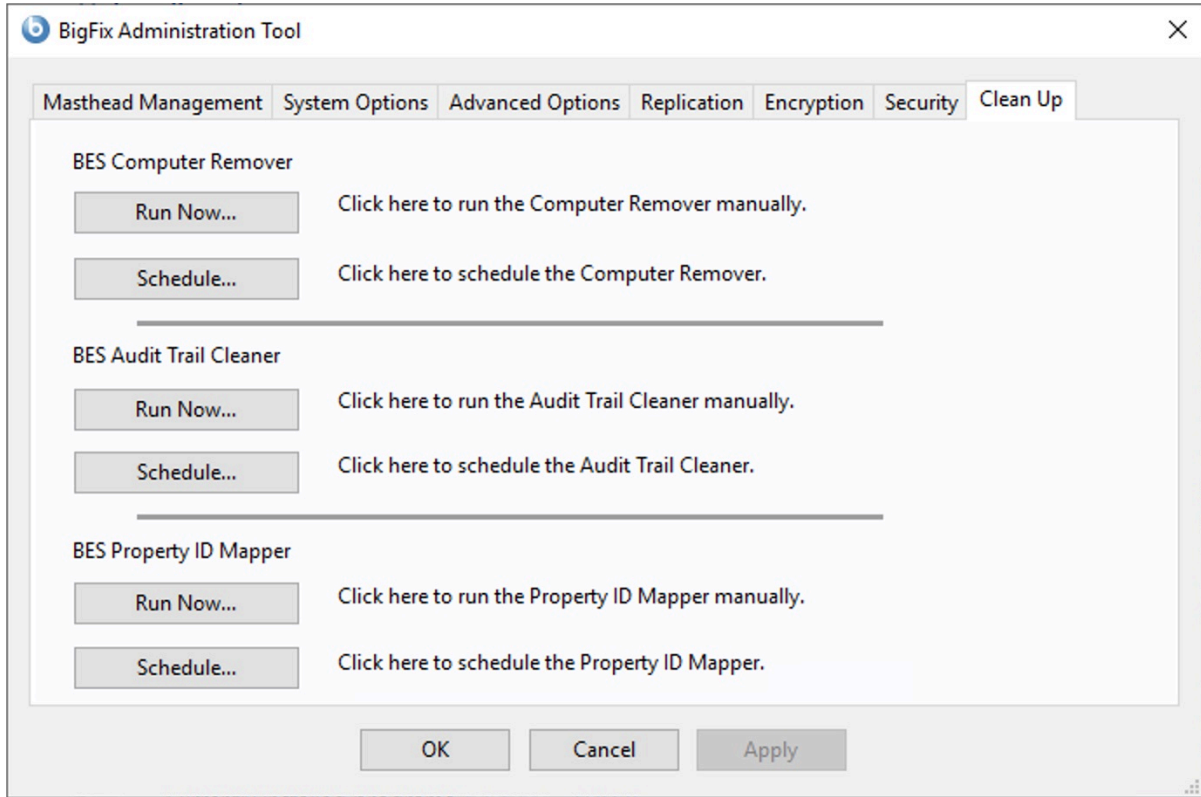 BigFix Administration Tool
Masthead Management System Options Advanced Options Replication Encryption Security Clean Up
BES Computer Remover
Run Now... Click here to run the Computer Remover manually.
Schedule... Click here to schedule the Computer Remover.
BES Audit Trail Cleaner
Run Now... Click here to run the Audit Trail Cleaner manually.
Schedule... Click here to schedule the Audit Trail Cleaner.
BES Property ID Mapper
Run Now... Click here to run the Property ID Mapper manually.
Schedule... Click here to schedule the Property ID Mapper.
OK Cancel Apply